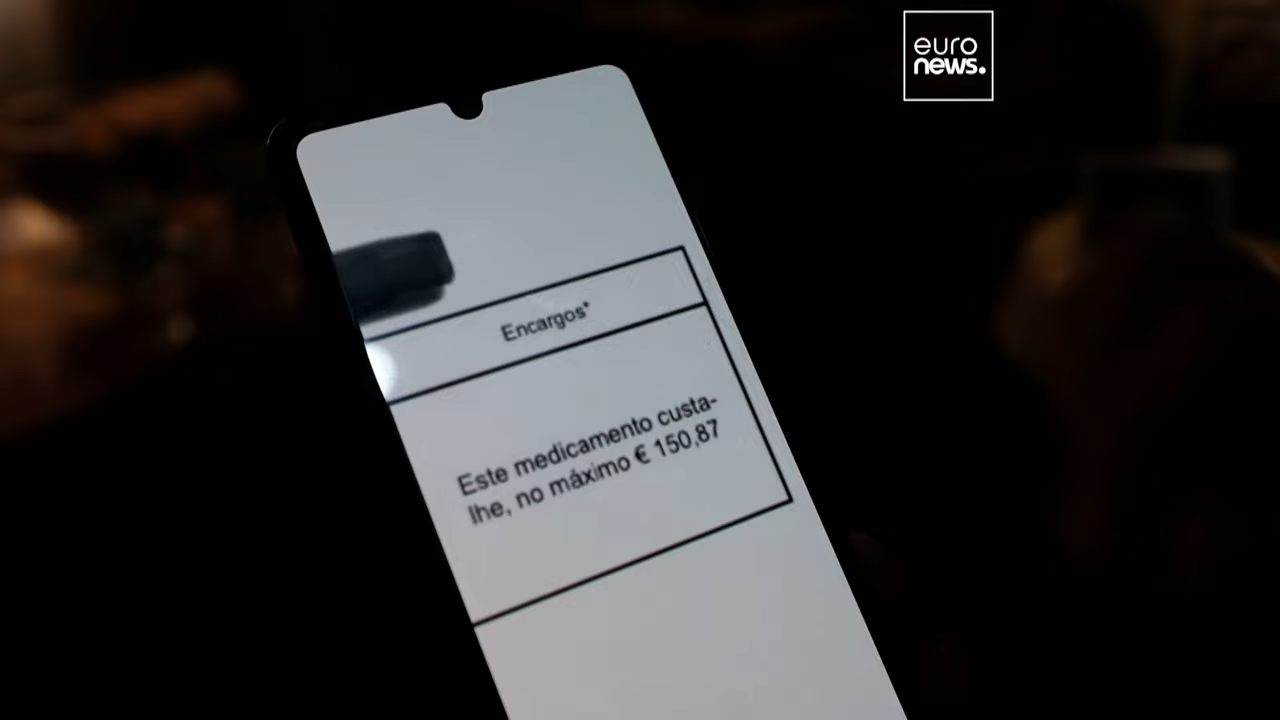 euro
news.
Encargos*
Este medicamento custa-
lhe, no máximo € 150,87